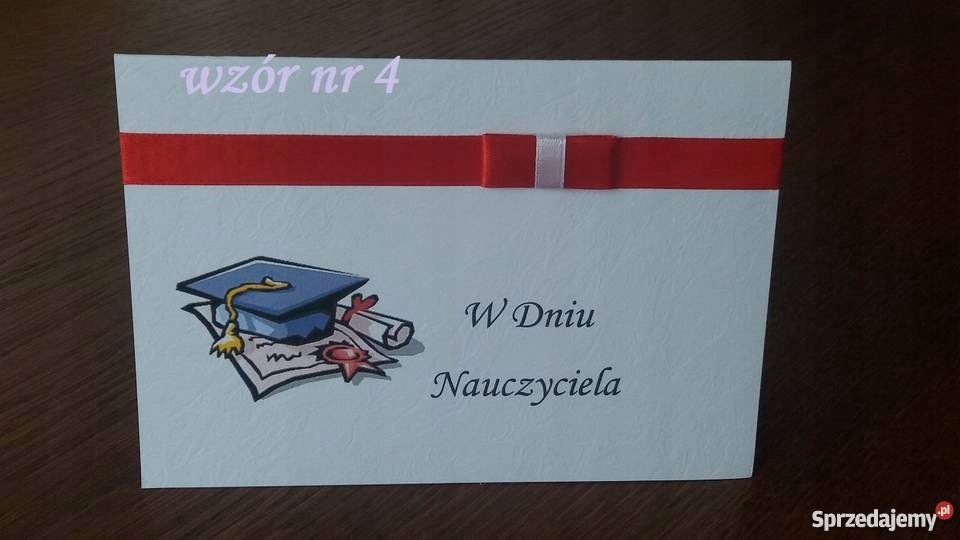 wzór nr 4
W Dniu
Nauczyciela
Sprzedajemy.pl